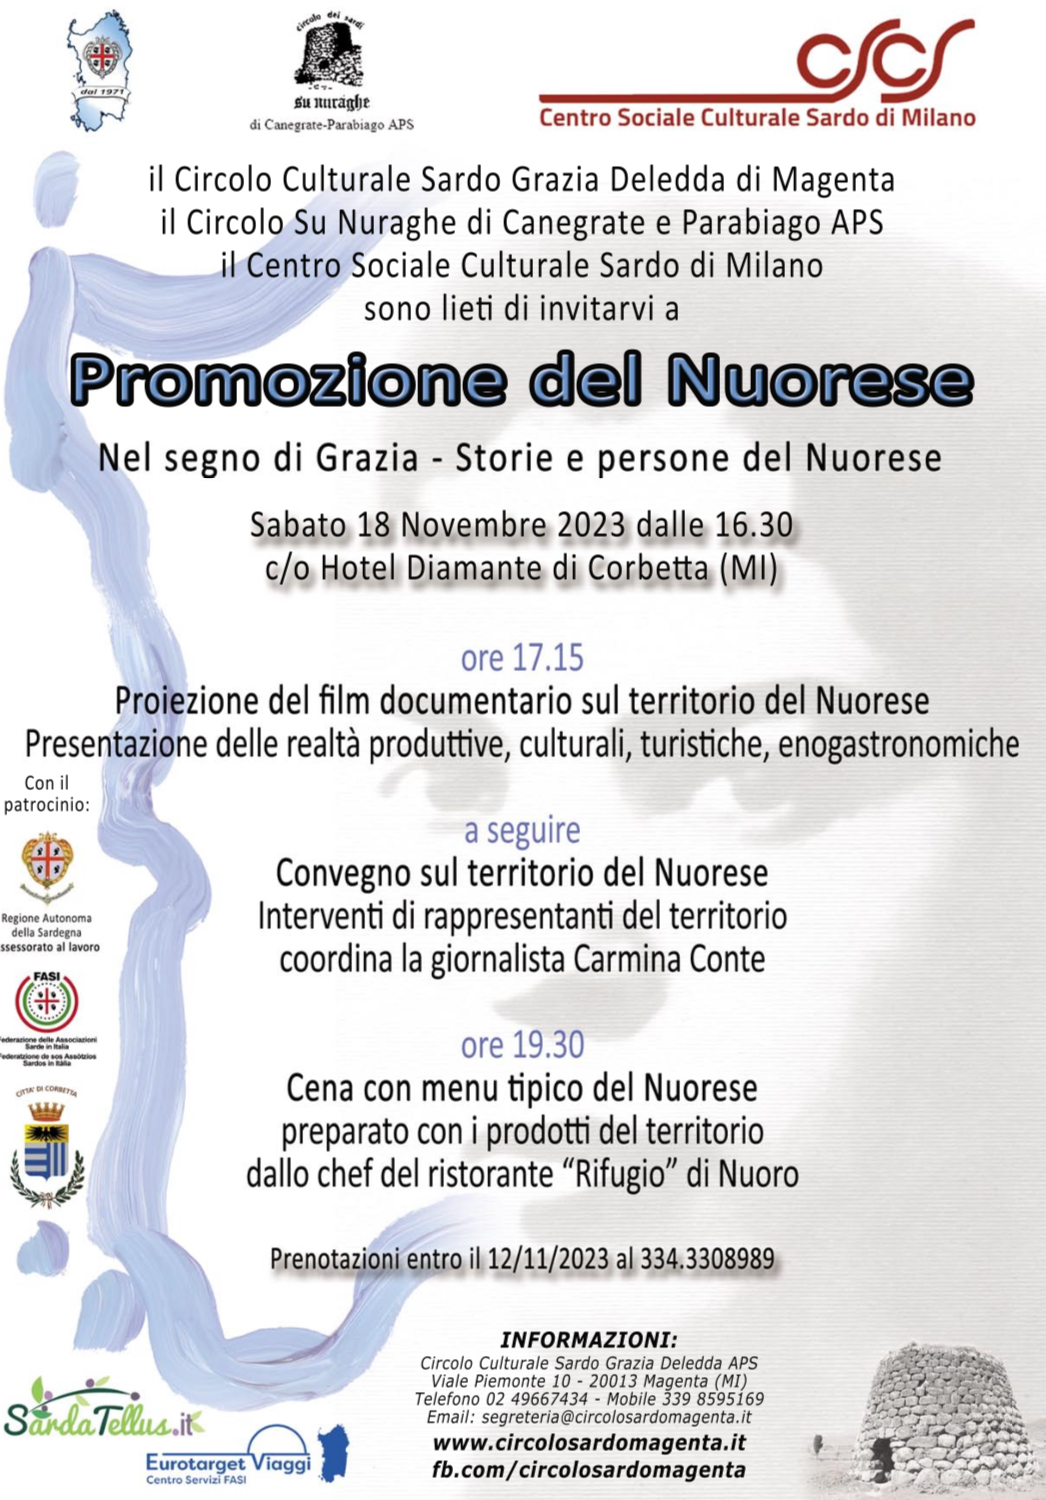 dal 1971
circolo dei sardi
su nuraghe
di Canegrate-Parabiago APS
CSCS
Centro Sociale Culturale Sardo di Milano
il Circolo Culturale Sardo Grazia Deledda di Magenta
il Circolo Su Nuraghe di Canegrate e Parabiago APS
il Centro Sociale Culturale Sardo di Milano
sono lieti di invitarvi a
Promozione del Nuorese
Nel segno di Grazia - Storie e persone del Nuorese
Sabato 18 Novembre 2023 dalle 16.30
c/o Hotel Diamante di Corbetta (MI)
ore 17.15
Proiezione del film documentario sul territorio del Nuorese
Presentazione delle realtà produttive, culturali, turistiche, enogastronomiche
a seguire
Convegno sul territorio del Nuorese
Interventi di rappresentanti del territorio
coordina la giornalista Carmina Conte
ore 19.30
Cena con menu tipico del Nuorese
preparato con i prodotti del territorio
dallo chef del ristorante “Rifugio” di Nuoro
Prenotazioni entro il 12/11/2023 al 334.3308989
Con il
patrocinio:
Regione Autonoma
della Sardegna
ssessorato al lavoro
FASI
Federazione delle Associazioni
Sarde in Italia
Federatzione de sos Assòtzios
Sardos in Itàlia
CITTA' DI CORBETTA
SardaTellus.it
Eurotarget Viaggi
Centro Servizi FASI
INFORMAZIONI:
Circolo Culturale Sardo Grazia Deledda APS
Viale Piemonte 10 - 20013 Magenta (MI)
Telefono 02 49667434 - Mobile 339 8595169
Email: segreteria@circolosardomagenta.it
www.circolosardomagenta.it
fb.com/circolosardomagenta